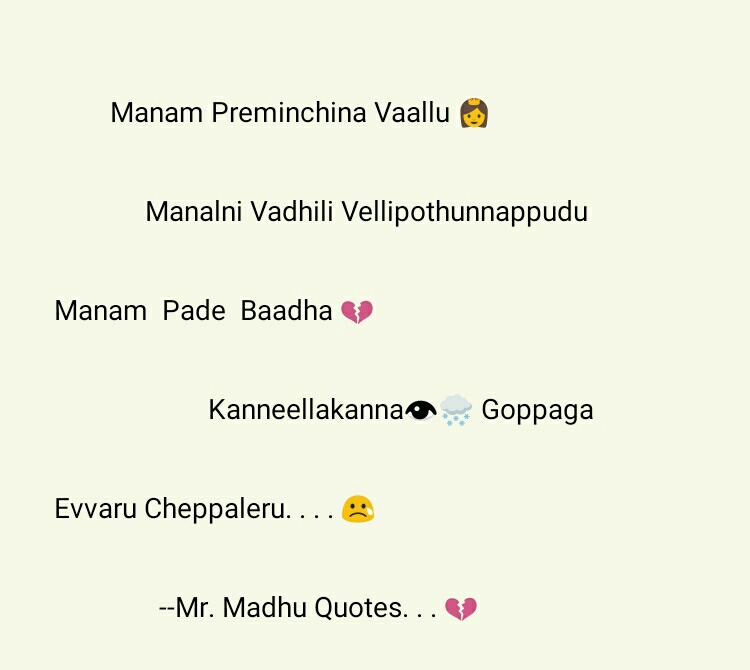 Manam Preminchina Vaallu 👸
Manalni Vadhili Vellipothunnappudu
Manam Pade Baadha 💔
Kanneellakanna👁🌨 Goppaga
Evvaru Cheppaleru. . . . 😢
--Mr. Madhu Quotes. . . 💔